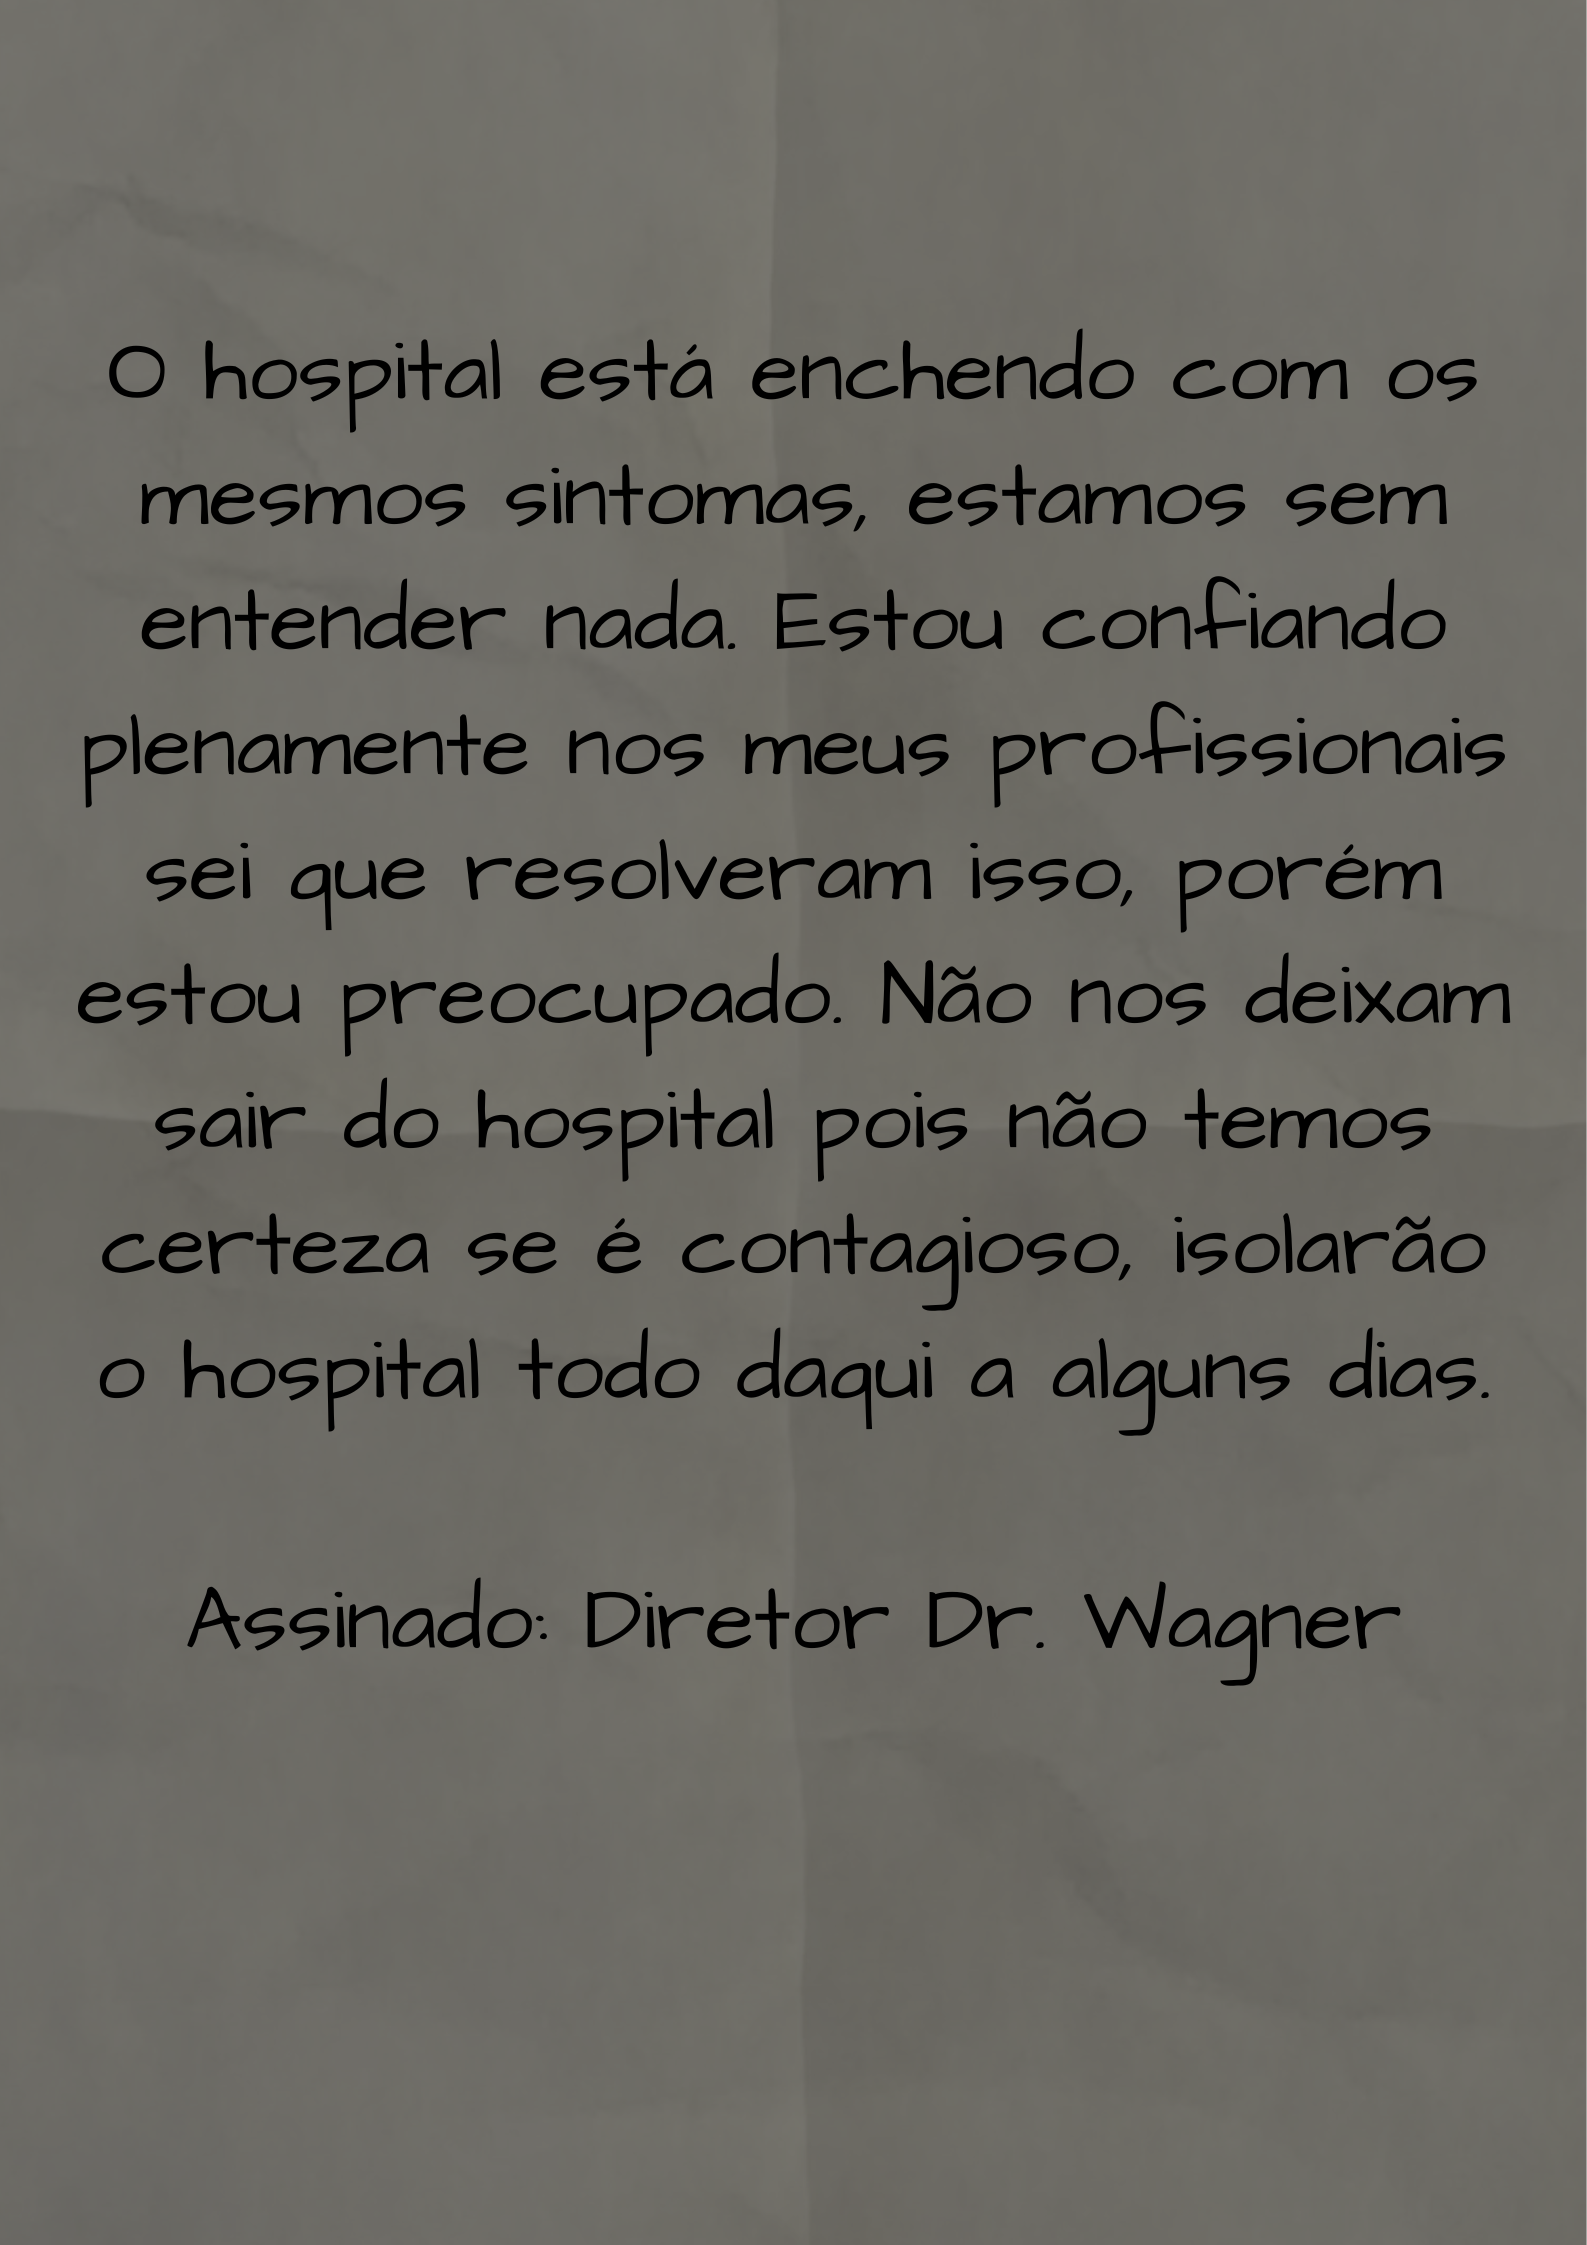 O hospital está enchendo com os
mesmos sintomas, estamos sem
entender nada. Estou confiando
plenamente nos meus profissionais
sei que resolveram isso, porém
estou preocupado. Não nos deixam
sair do hospital pois não temos
certeza se é contagioso, isolarão
o hospital todo daqui a alguns dias.
Assinado: Diretor Dr. Wagner